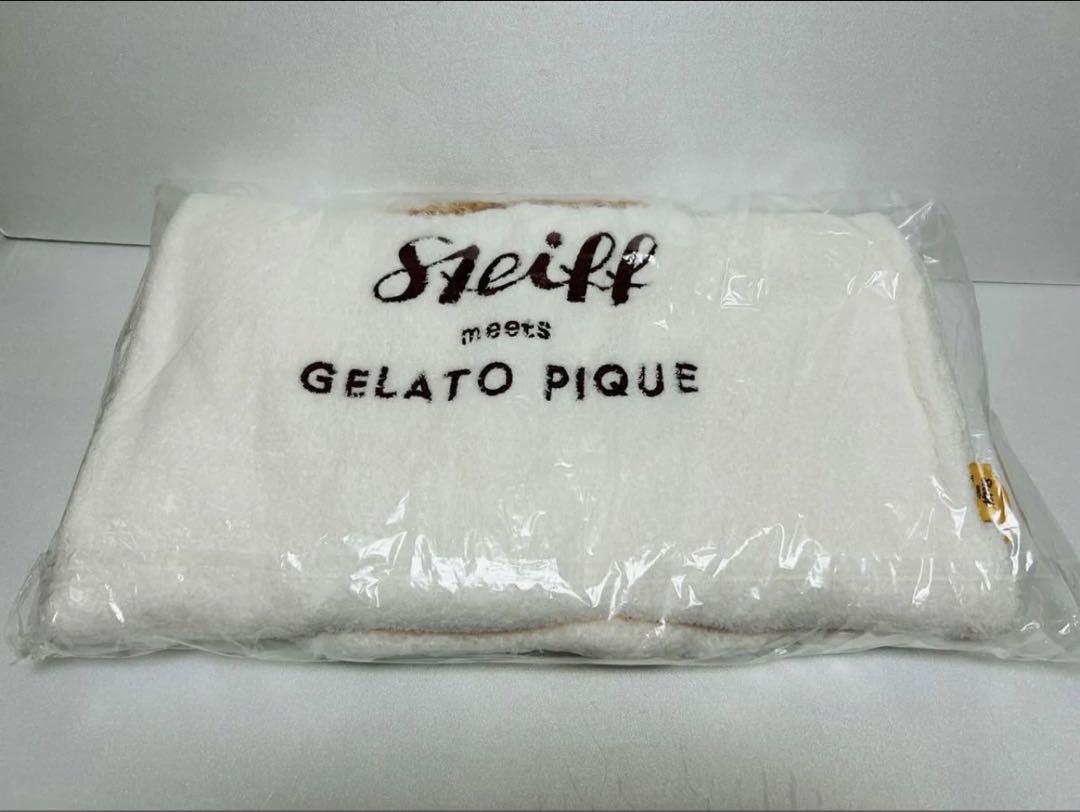 Steiff
meets
GELATO PIQUE